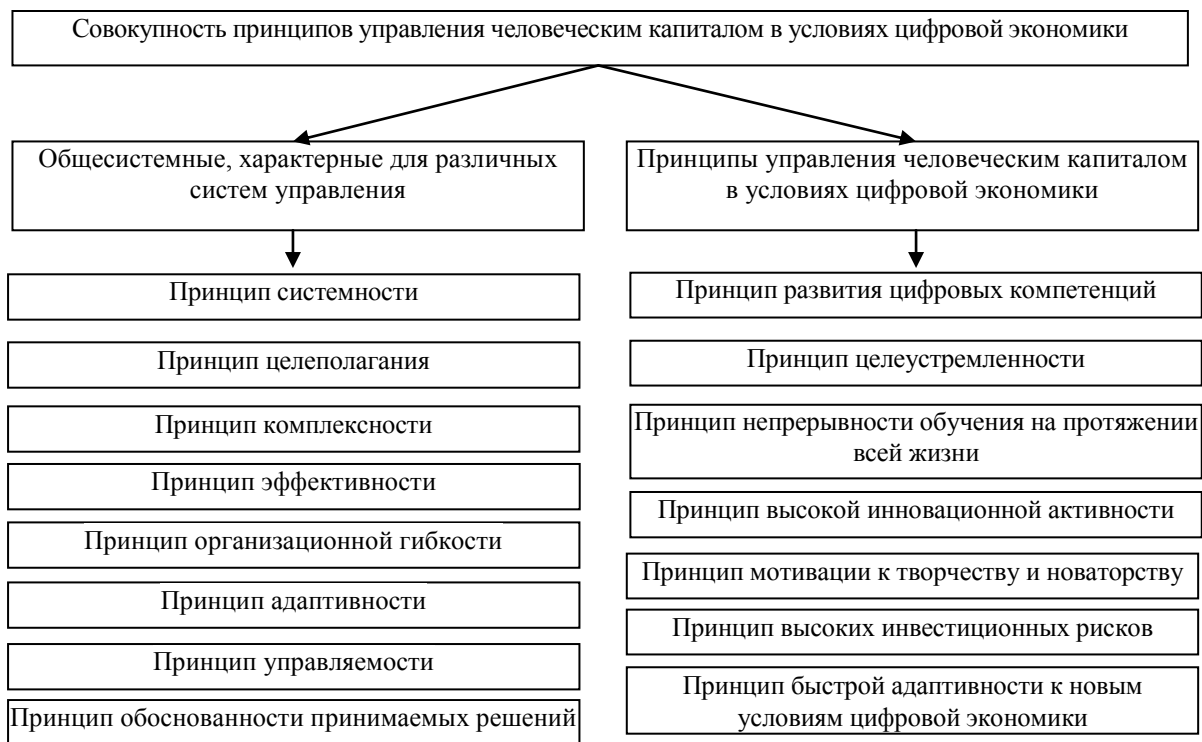 Совокупность принципов управления человеческим капиталом в условиях цифровой экономики
Общесистемные, характерные для различных
систем управления
Принцип системности
Принцип целеполагания
Принцип комплексности
Принцип эффективности
Принцип организационной гибкости
Принцип адаптивности
Принцип управляемости
Принцип обоснованности принимаемых решений
Принципы управления человеческим капиталом
в условиях цифровой экономики
Принцип развития цифровых компетенций
Принцип целеустремленности
Принцип непрерывности обучения на протяжении
всей жизни
Принцип высокой инновационной активности
Принцип мотивации к творчеству и новаторству
Принцип высоких инвестиционных рисков
Принцип быстрой адаптивности к новым
условиям цифровой экономики